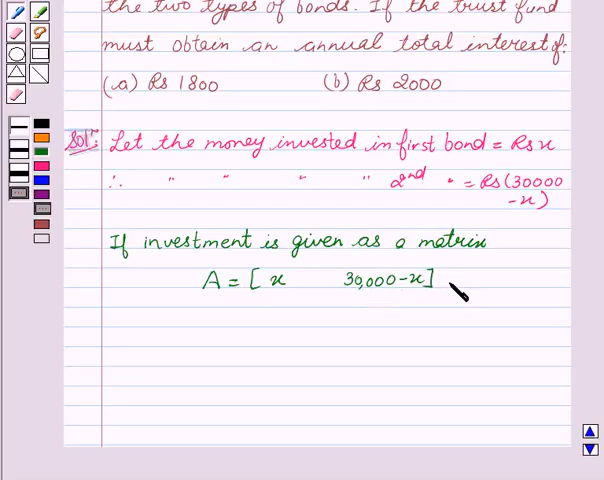 the two types of bonds. If the trust fund
must obtain an annual total interest of:
(a) Rs 1800 (b) Rs 2000
Solⁿ: Let the money invested in first bond = Rs x
∴ " " " " 2nd " = Rs (30000
-x)
If investment is given as a matrix
A = [ x 30,000-x]